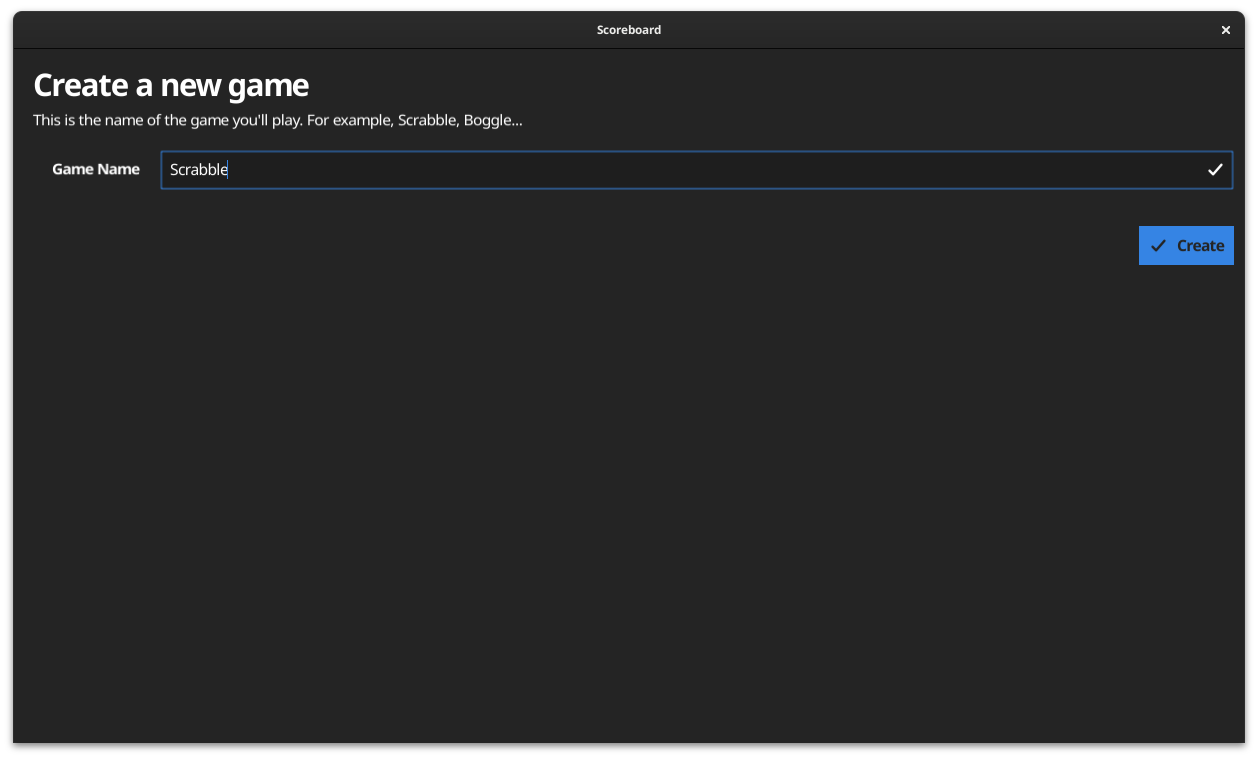 Scoreboard
Create a new game
This is the name of the game you'll play. For example, Scrabble, Boggle...
Game Name
Scrabble
Create